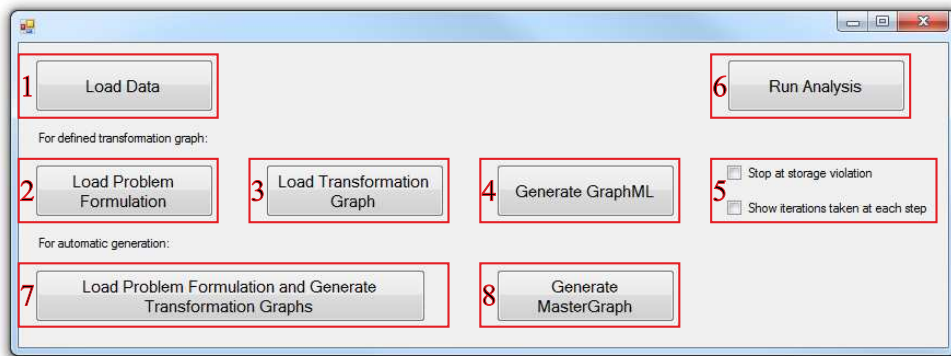 1 Load Data
6 Run Analysis
For defined transformation graph:
2 Load Problem
Formulation
3 Load Transformation
Graph
4 Generate GraphML
5 Stop at storage violation
Show iterations taken at each step
For automatic generation:
7 Load Problem Formulation and Generate
Transformation Graphs
8 Generate
MasterGraph